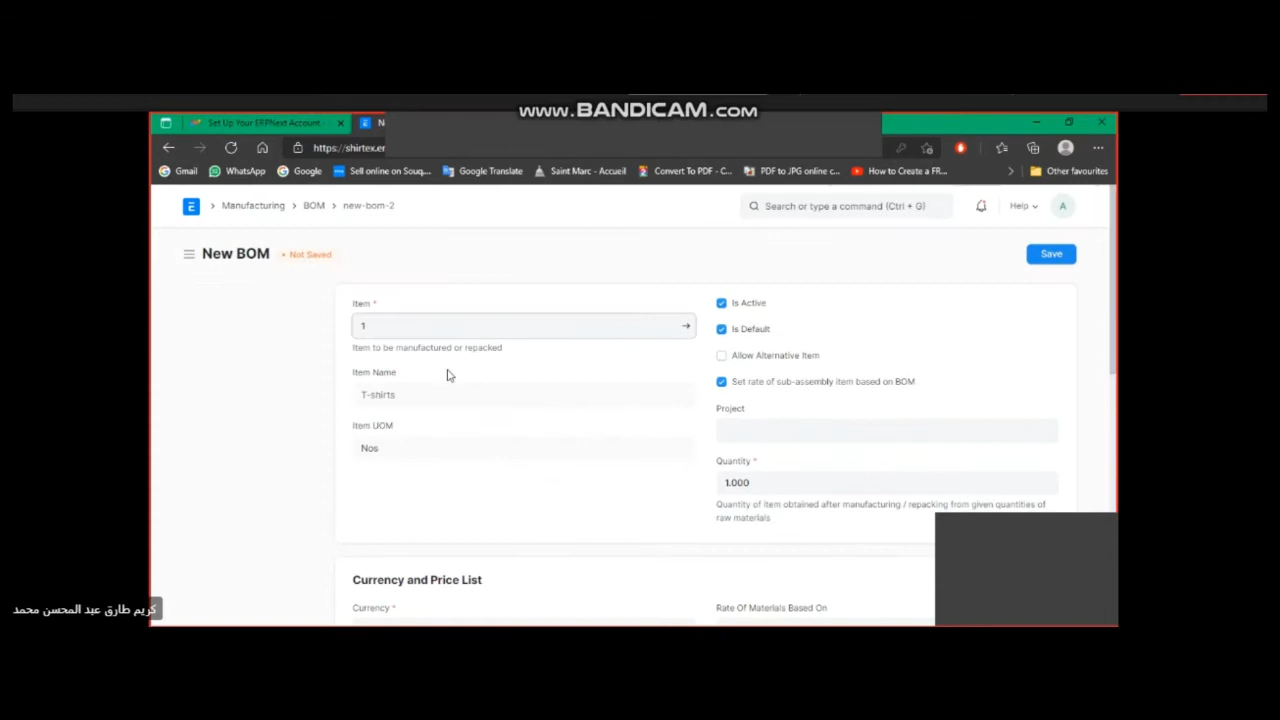 www.BANDICAM.com
Set Up Your ERPNext Account - N
https://shirtex.er
Gmail WhatsApp Google Sell online on Souq,... Google Translate Saint Marc - Accueil Convert To PDF - C... PDF to JPG online c... How to Create a FR... Other favourites
E > Manufacturing > BOM > new-bom-2 Search or type a command (Ctrl + G) Help A
New BOM • Not Saved Save
Item *
1
Item to be manufactured or repacked
Item Name
T-shirts
Item UOM
Nos
Is Active
Is Default
Allow Alternative Item
Set rate of sub-assembly item based on BOM
Project
Quantity *
1.000
Quantity of item obtained after manufacturing / repacking from given quantities of
raw materials
Currency and Price List
Currency * Rate Of Materials Based On
كريم طارق عبد المحسن محمد